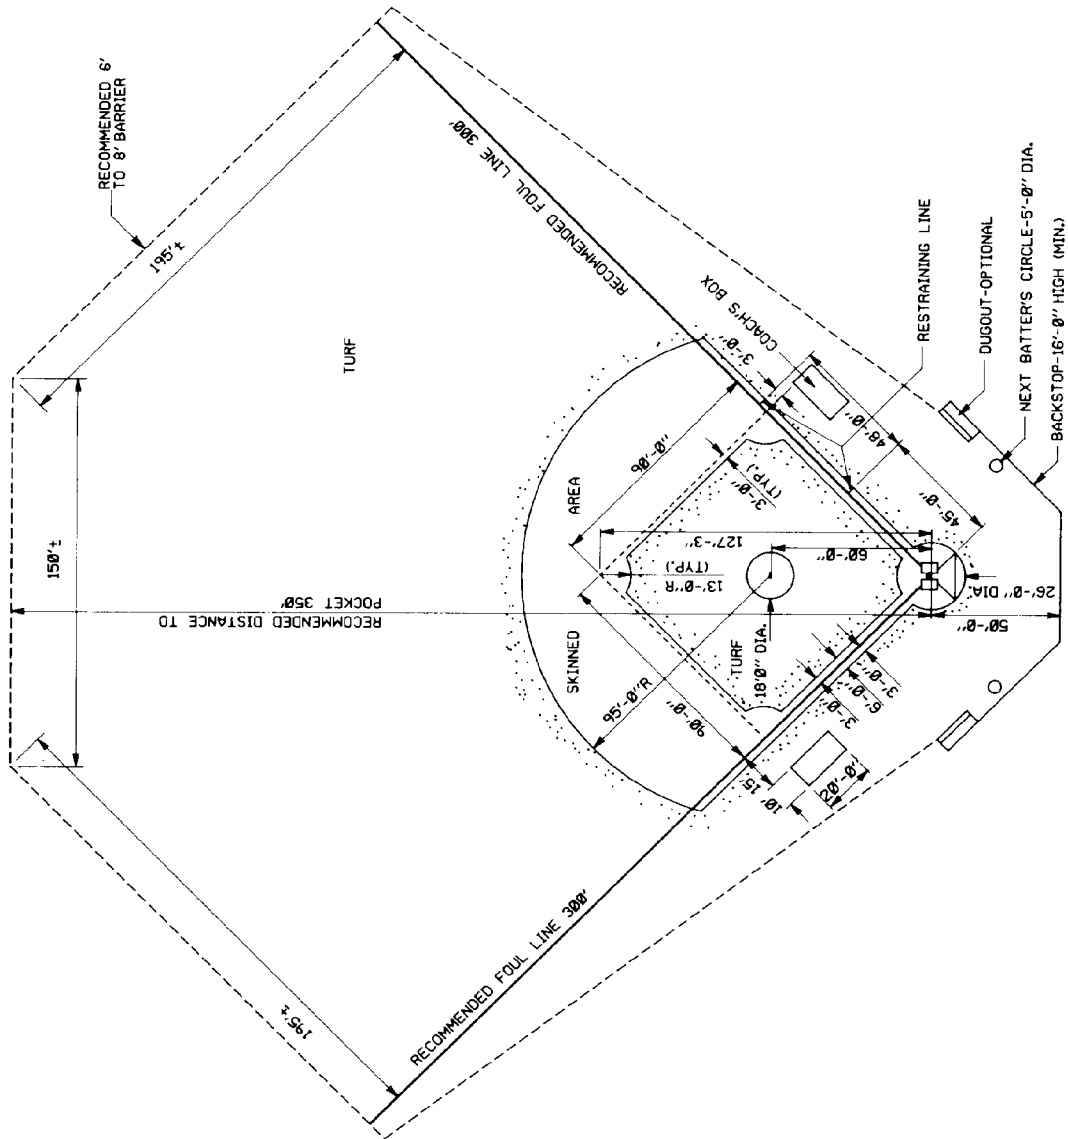 RECOMMENDED 6'
TO 8' BARRIER
195'±
150'±
TURF
RECOMMENDED FOUL LINE 300'
RECOMMENDED DISTANCE TO
POCKET 350'
COACH'S BOX
3'-0"
RESTRAINING LINE
DUGOUT-OPTIONAL
NEXT BATTER'S CIRCLE-5'-0" DIA.
BACKSTOP-16'-0" HIGH (MIN.)
48'-0"
45'-0"
90'-0"
AREA
3'-0"
(TYP.)
127'-3"
60'-0"
13'-0"R
(TYP.)
26'-0" DIA.
50'-0"
SKINNED
TURF
18'0" DIA.
95'-0"R
90'-0"
3'-0"
6'-0"
3'-0"
15'
10'
20'-0"
RECOMMENDED FOUL LINE 300'
195'±